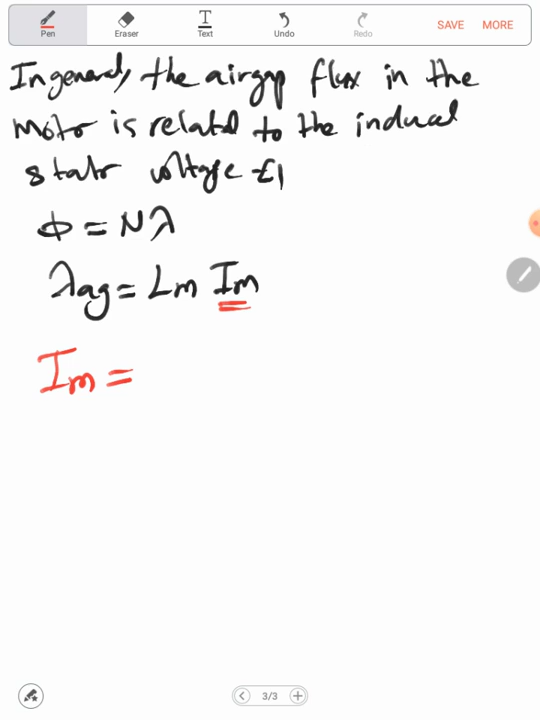 Pen Eraser Text Undo Redo SAVE MORE
In general, the airgap flux in the
motor is related to the induced
stator voltage E1
φ = Nλ
λag = Lm Im
Im =
3/3